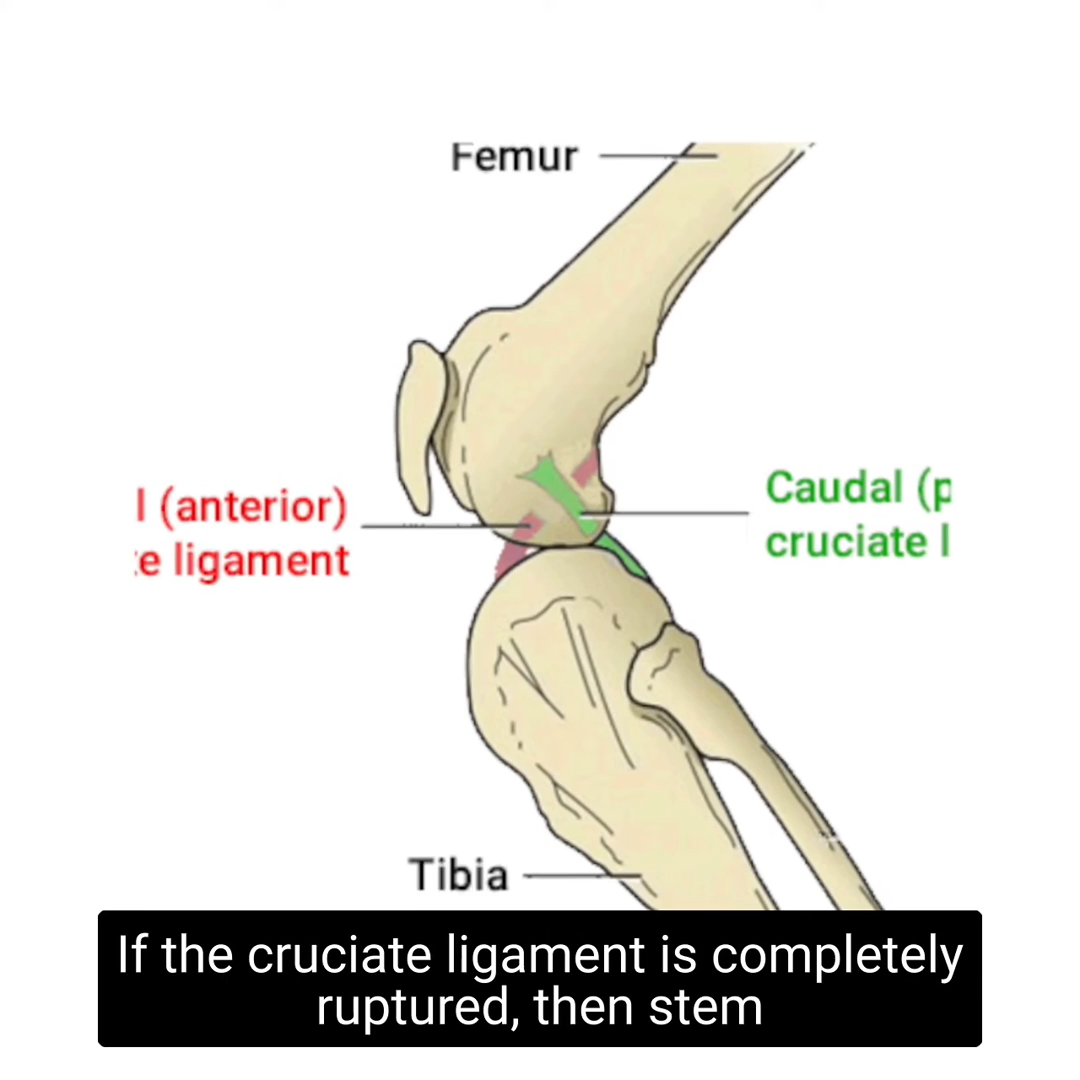 Femur
l (anterior)
e ligament
Caudal (p
cruciate l
Tibia
If the cruciate ligament is completely
ruptured, then stem